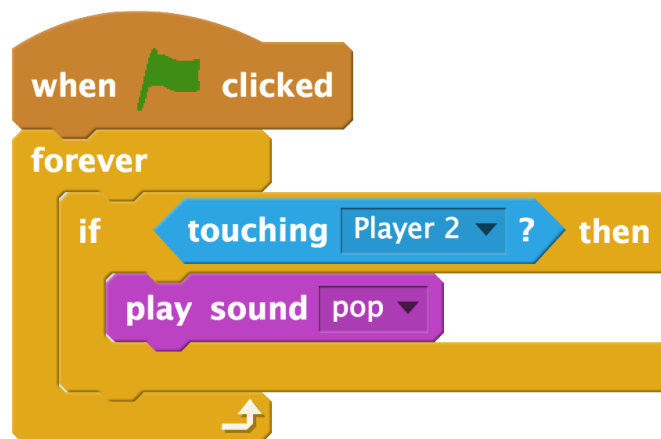 when clicked
forever
if touching Player 2 ? then
play sound pop